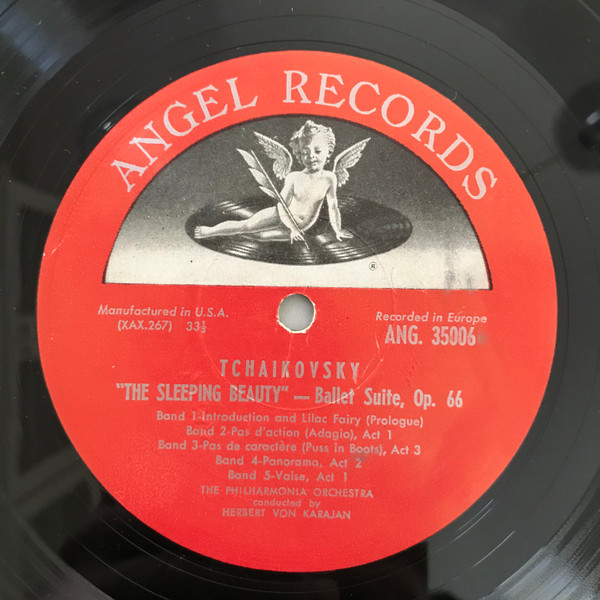 ANGEL RECORDS
®
Manufactured in U.S.A.
(XAX.267) 33⅓
Recorded in Europe
ANG. 35006
TCHAIKOVSKY
"THE SLEEPING BEAUTY" — Ballet Suite, Op. 66
Band 1-Introduction and Lilac Fairy (Prologue)
Band 2-Pas d'action (Adagio), Act 1
Band 3-Pas de caractère (Puss in Boots), Act 3
Band 4-Panorama, Act 2
Band 5-Valse, Act 1
THE PHILHARMONIA ORCHESTRA
conducted by
HERBERT VON KARAJAN